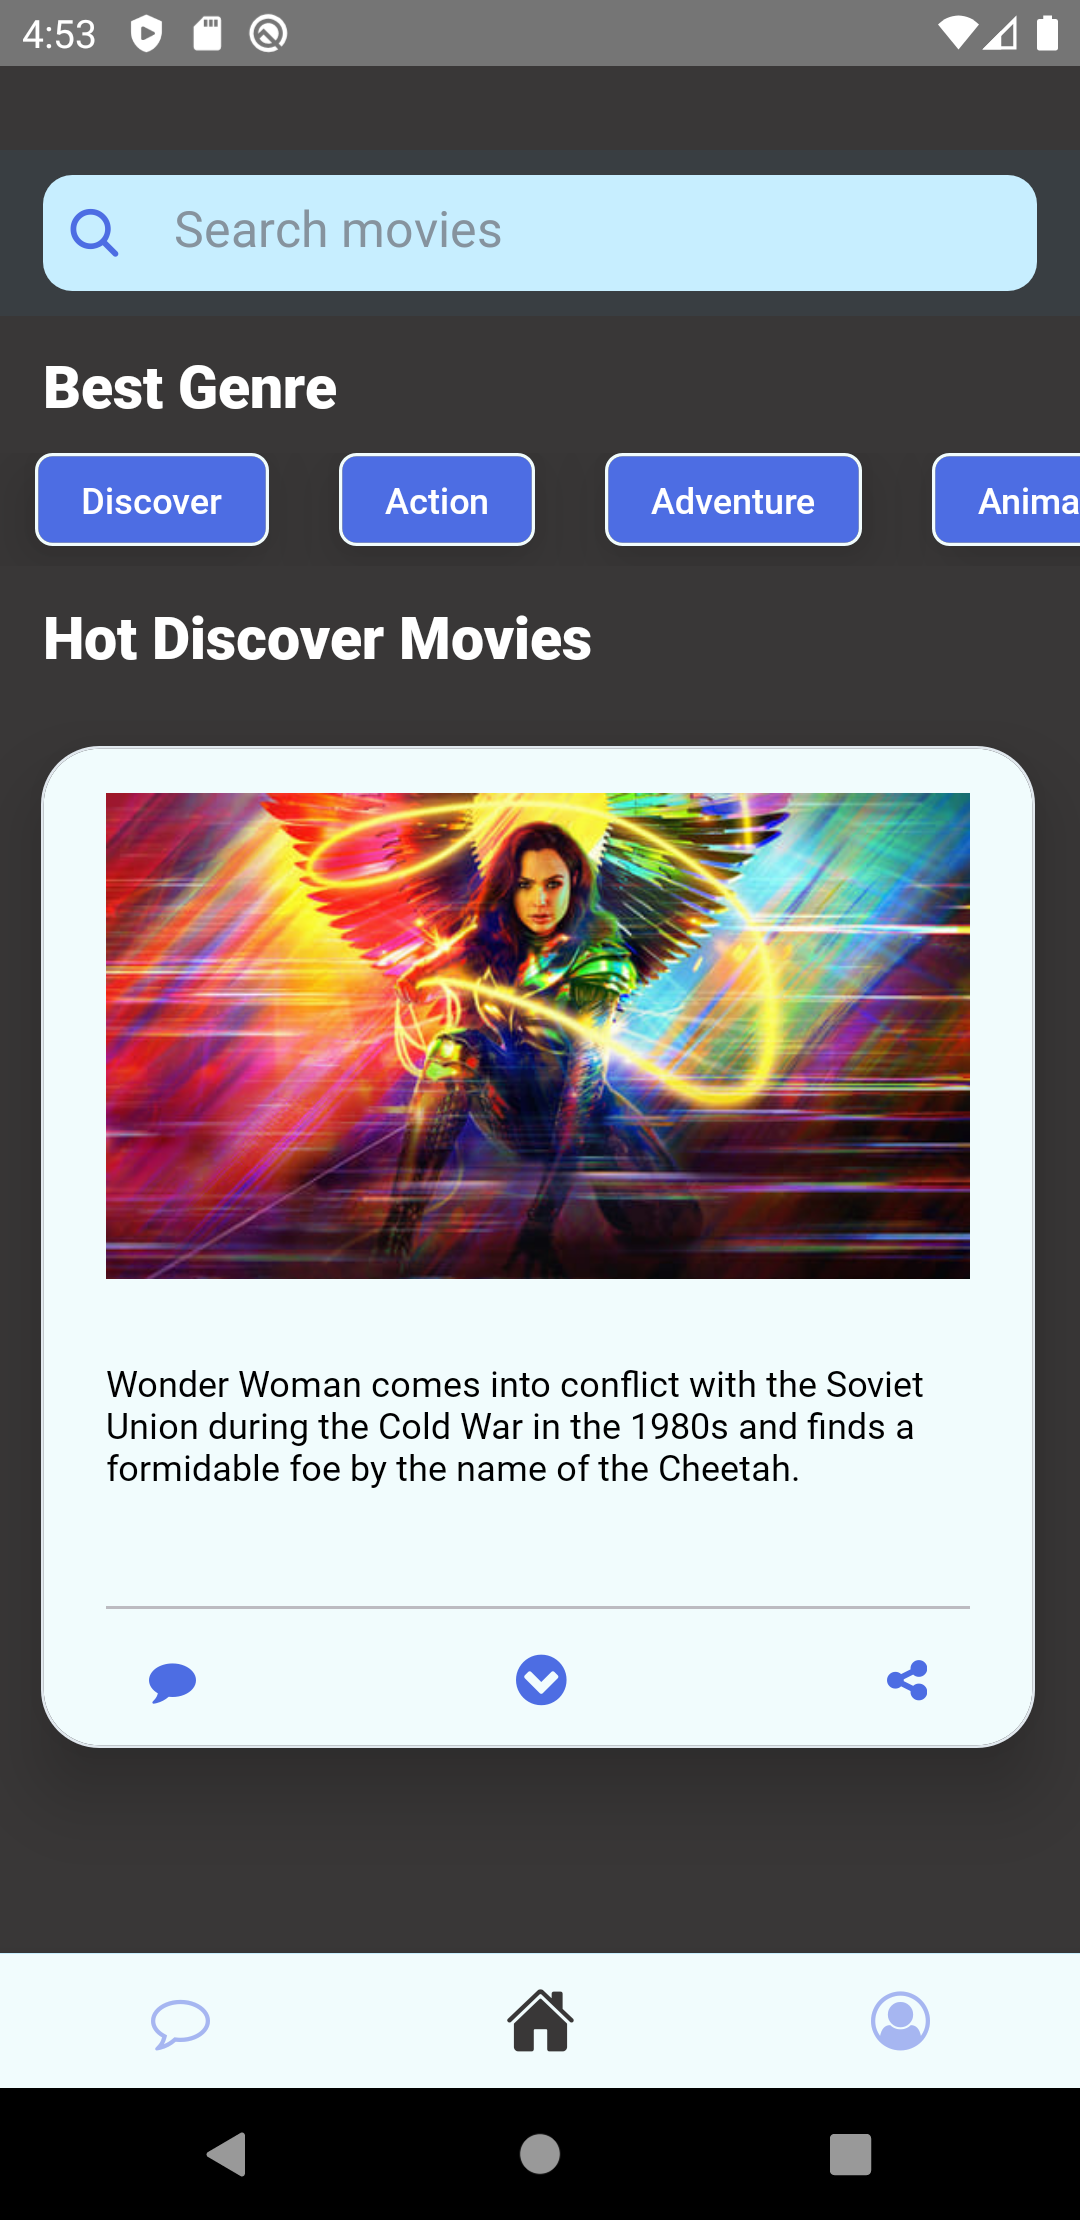 4:53
Search movies
Best Genre
Discover
Action
Adventure
Anima
Hot Discover Movies
Wonder Woman comes into conflict with the Soviet
Union during the Cold War in the 1980s and finds a
formidable foe by the name of the Cheetah.